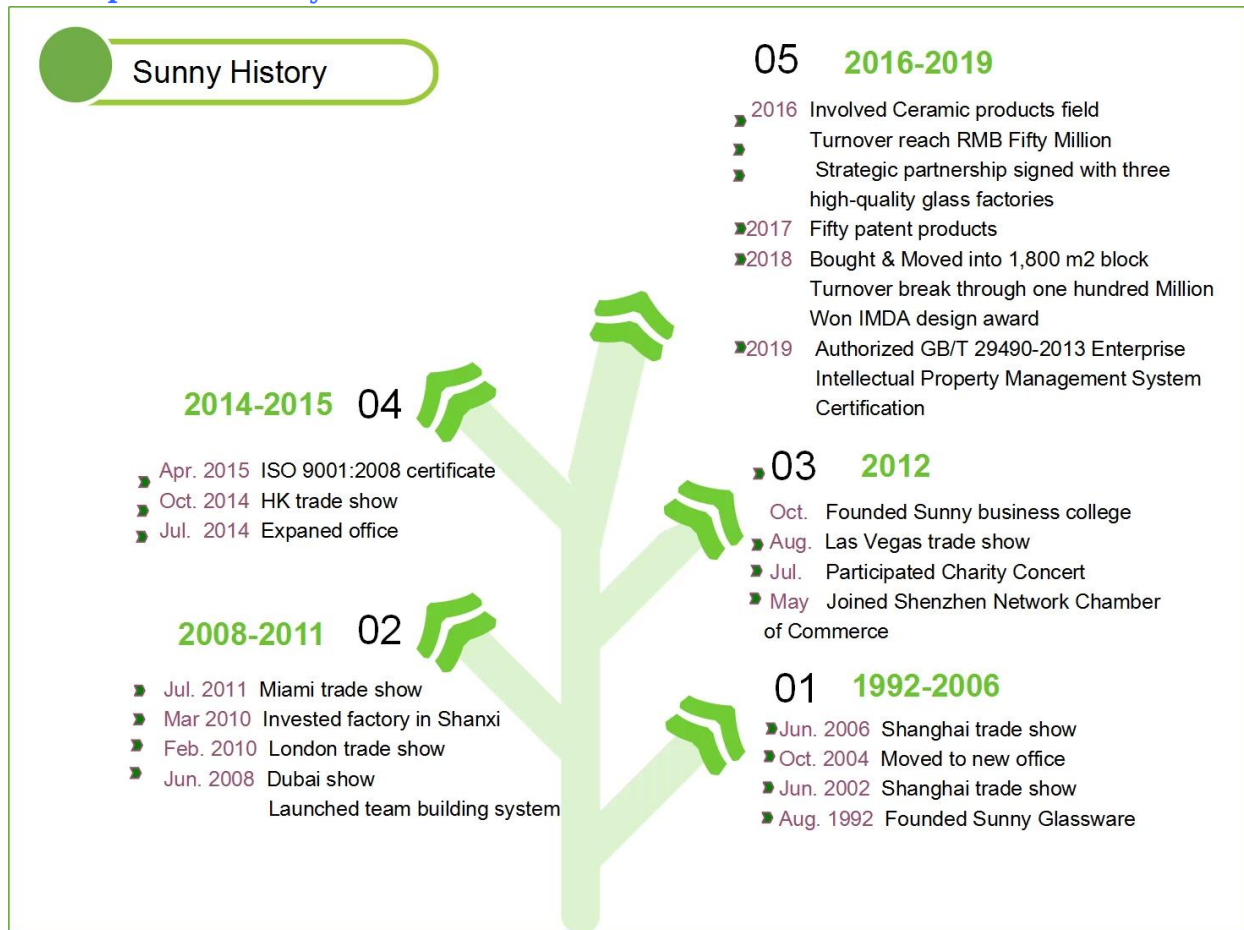 Sunny History
05 2016-2019
2016 Involved Ceramic products field
Turnover reach RMB Fifty Million
Strategic partnership signed with three
high-quality glass factories
2017 Fifty patent products
2018 Bought & Moved into 1,800 m2 block
Turnover break through one hundred Million
Won IMDA design award
2019 Authorized GB/T 29490-2013 Enterprise
Intellectual Property Management System
Certification
2014-2015 04
Apr. 2015 ISO 9001:2008 certificate
Oct. 2014 HK trade show
Jul. 2014 Expaned office
03 2012
Oct. Founded Sunny business college
Aug. Las Vegas trade show
Jul. Participated Charity Concert
May Joined Shenzhen Network Chamber
of Commerce
2008-2011 02
Jul. 2011 Miami trade show
Mar 2010 Invested factory in Shanxi
Feb. 2010 London trade show
Jun. 2008 Dubai show
Launched team building system
01 1992-2006
Jun. 2006 Shanghai trade show
Oct. 2004 Moved to new office
Jun. 2002 Shanghai trade show
Aug. 1992 Founded Sunny Glassware